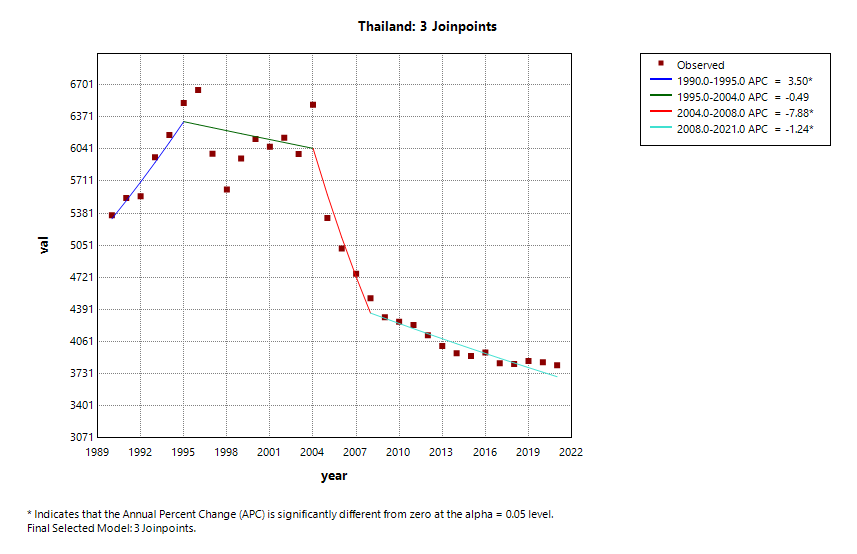 Thailand: 3 Joinpoints
Observed
1990.0-1995.0 APC = 3.50*
1995.0-2004.0 APC = -0.49
2004.0-2008.0 APC = -7.88*
2008.0-2021.0 APC = -1.24*
val
6701
6371
6041
5711
5381
5051
4721
4391
4061
3731
3401
3071
1989 1992 1995 1998 2001 2004 2007 2010 2013 2016 2019 2022
year
* Indicates that the Annual Percent Change (APC) is significantly different from zero at the alpha = 0.05 level.
Final Selected Model: 3 Joinpoints.